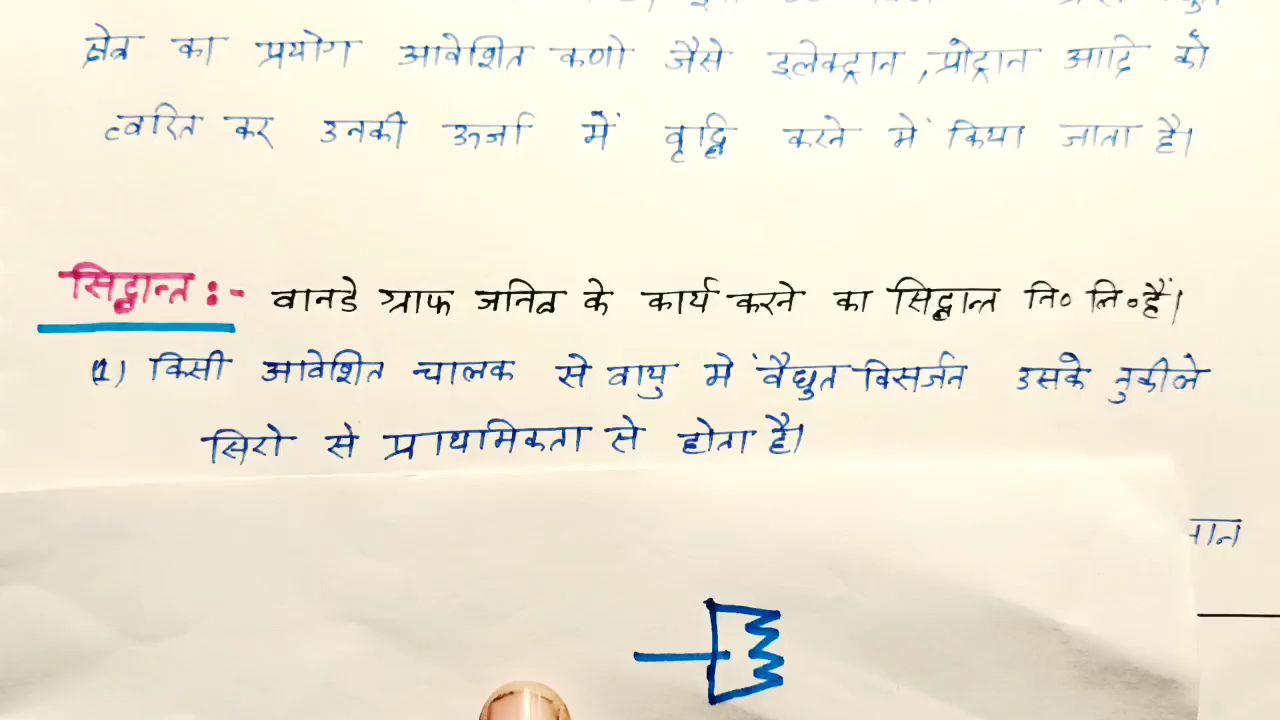 क्षेत्र का प्रयोग आवेशित कणो जैसे इलेक्ट्रान, प्रोट्रान आदि को
त्वरित कर उनकी ऊर्जा में वृद्धि करने में किया जाता है।
सिद्धान्त :- वानडे ग्राफ जनित्र के कार्य करने का सिद्धान्त नि० लि० हैं।
(1) किसी आवेशित चालक से वायु में वैद्युत विसर्जन उसके नुकीले
सिरो से प्राथमिकता से होता है।